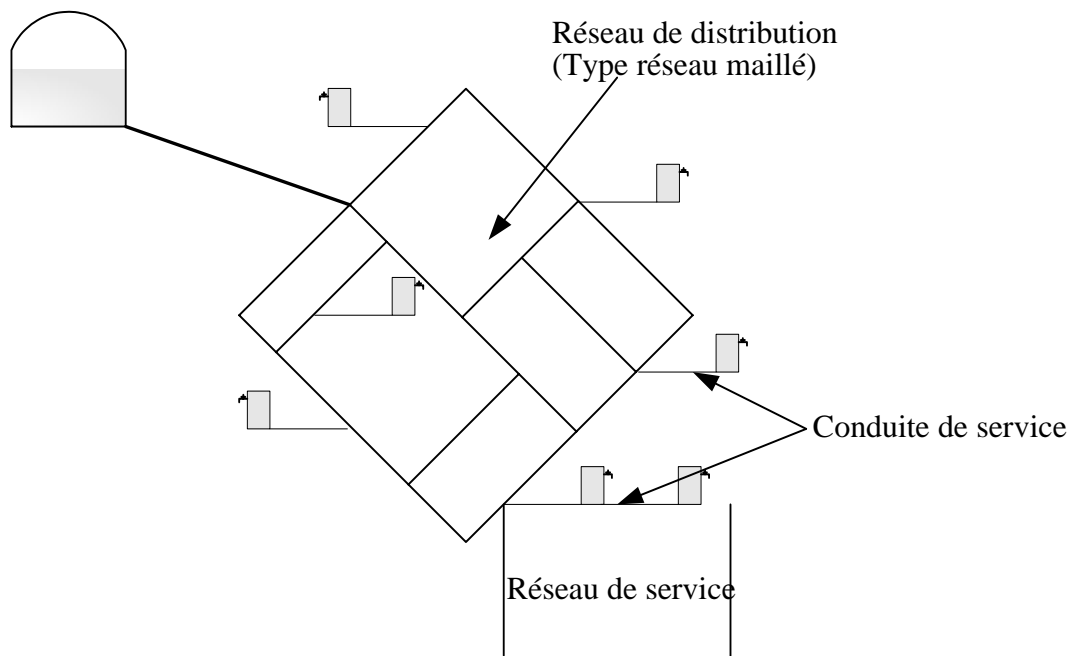 Réseau de distribution
(Type réseau maillé)
Conduite de service
Réseau de service